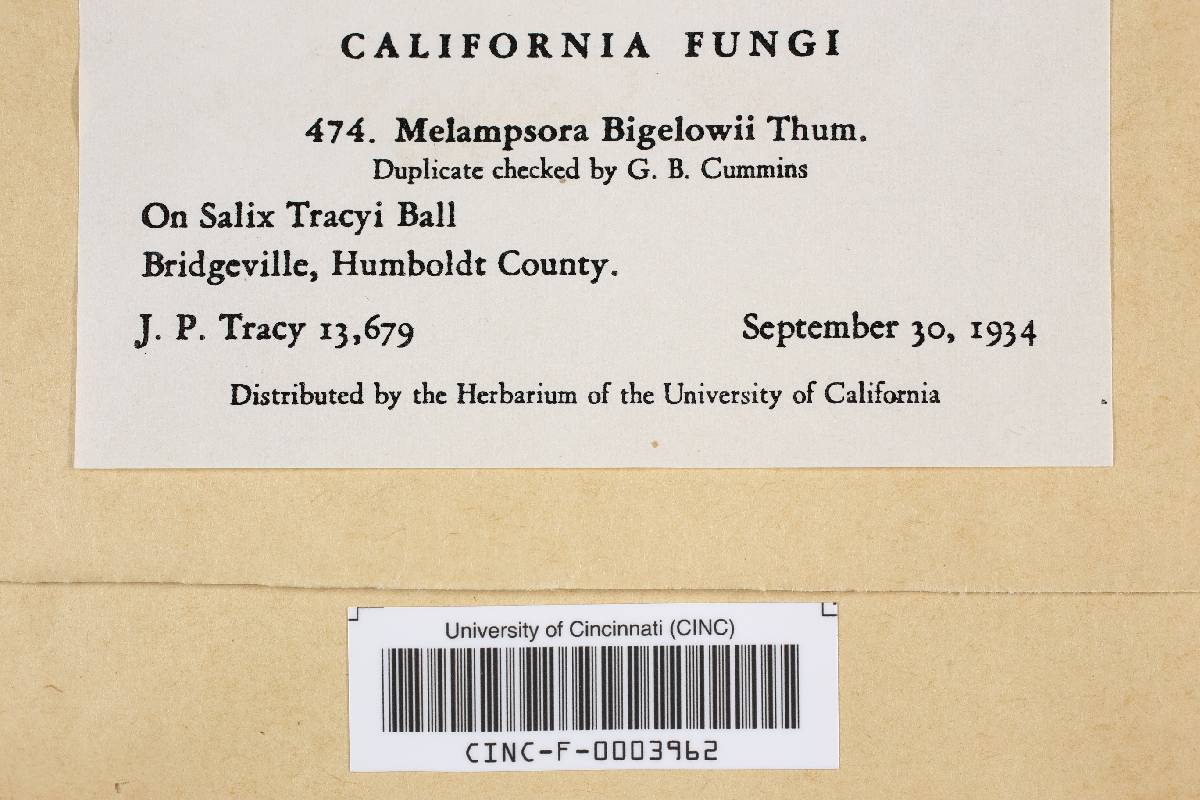 CALIFORNIA FUNGI
474. Melampsora Bigelowii Thum.
Duplicate checked by G. B. Cummins
On Salix Tracyi Ball
Bridgeville, Humboldt County.
J. P. Tracy 13,679 September 30, 1934
Distributed by the Herbarium of the University of California
University of Cincinnati (CINC)
CINC-F-0003962